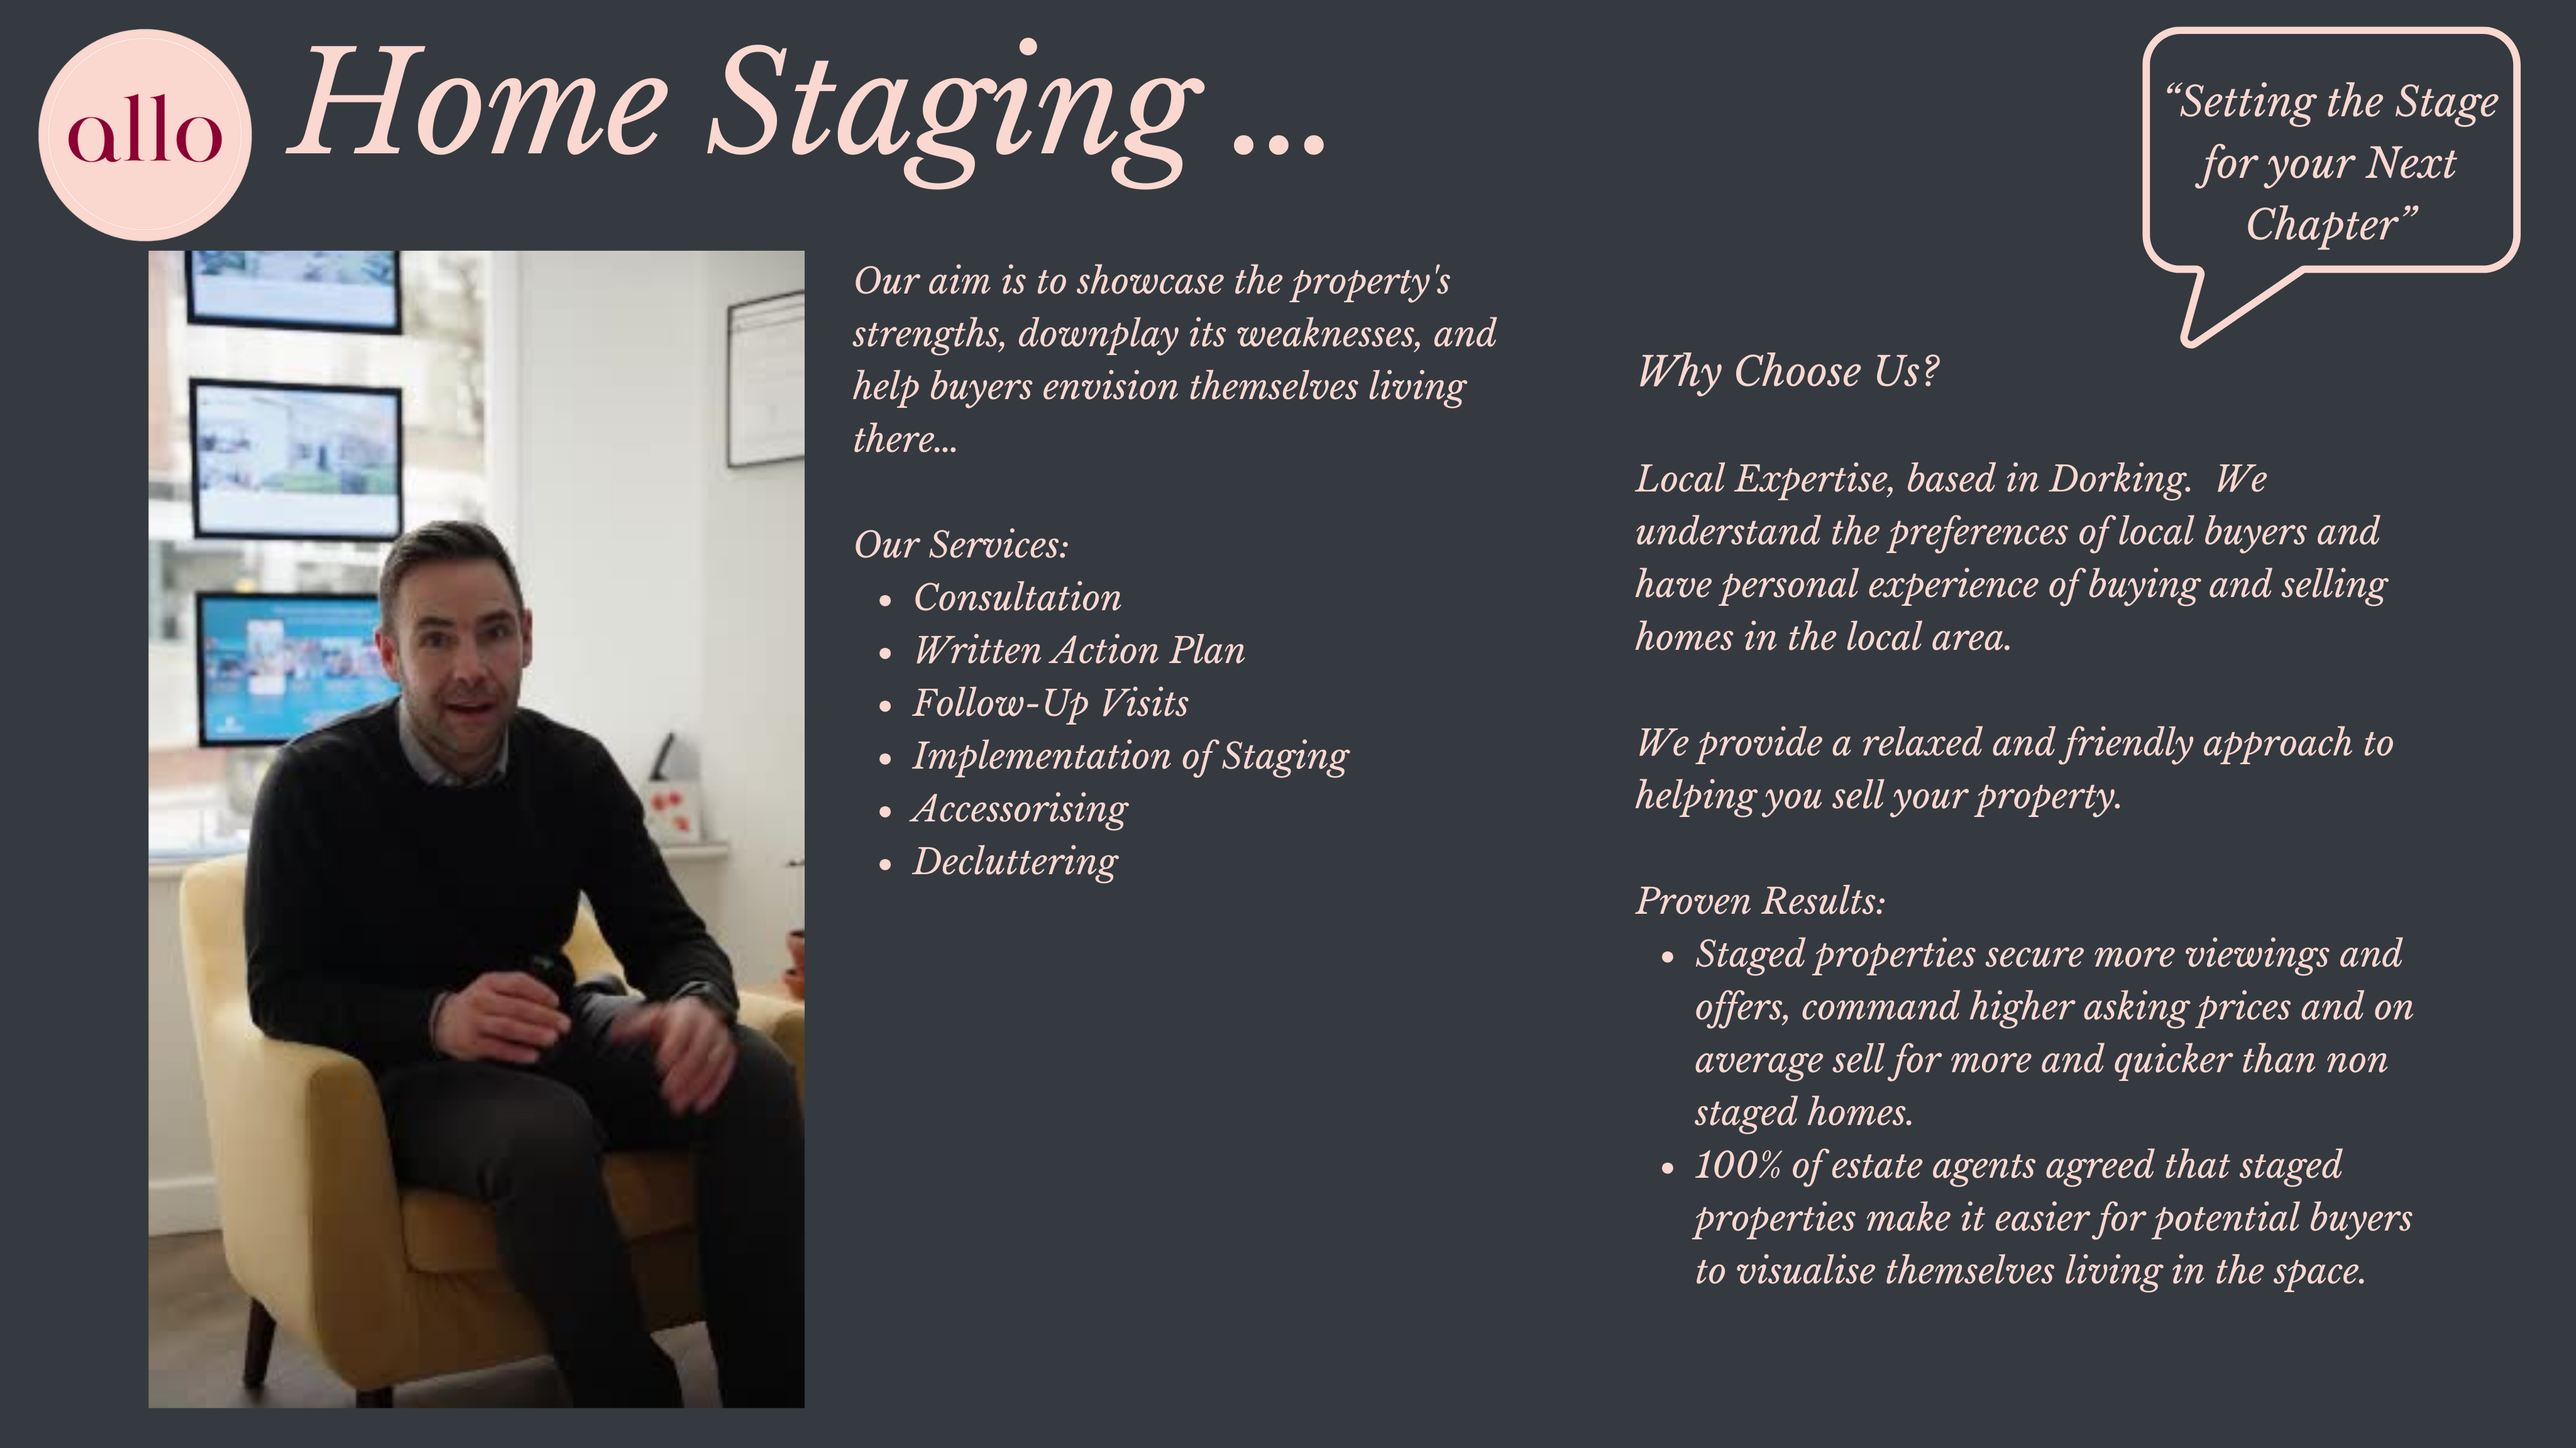 allo
Home Staging ...
“Setting the Stage
for your Next
Chapter”
Our aim is to showcase the property's
strengths, downplay its weaknesses, and
help buyers envision themselves living
there...
Our Services:
• Consultation
• Written Action Plan
• Follow-Up Visits
• Implementation of Staging
• Accessorising
• Decluttering
Why Choose Us?
Local Expertise, based in Dorking.  We
understand the preferences of local buyers and
have personal experience of buying and selling
homes in the local area.
We provide a relaxed and friendly approach to
helping you sell your property.
Proven Results:
• Staged properties secure more viewings and
offers, command higher asking prices and on
average sell for more and quicker than non
staged homes.
• 100% of estate agents agreed that staged
properties make it easier for potential buyers
to visualise themselves living in the space.